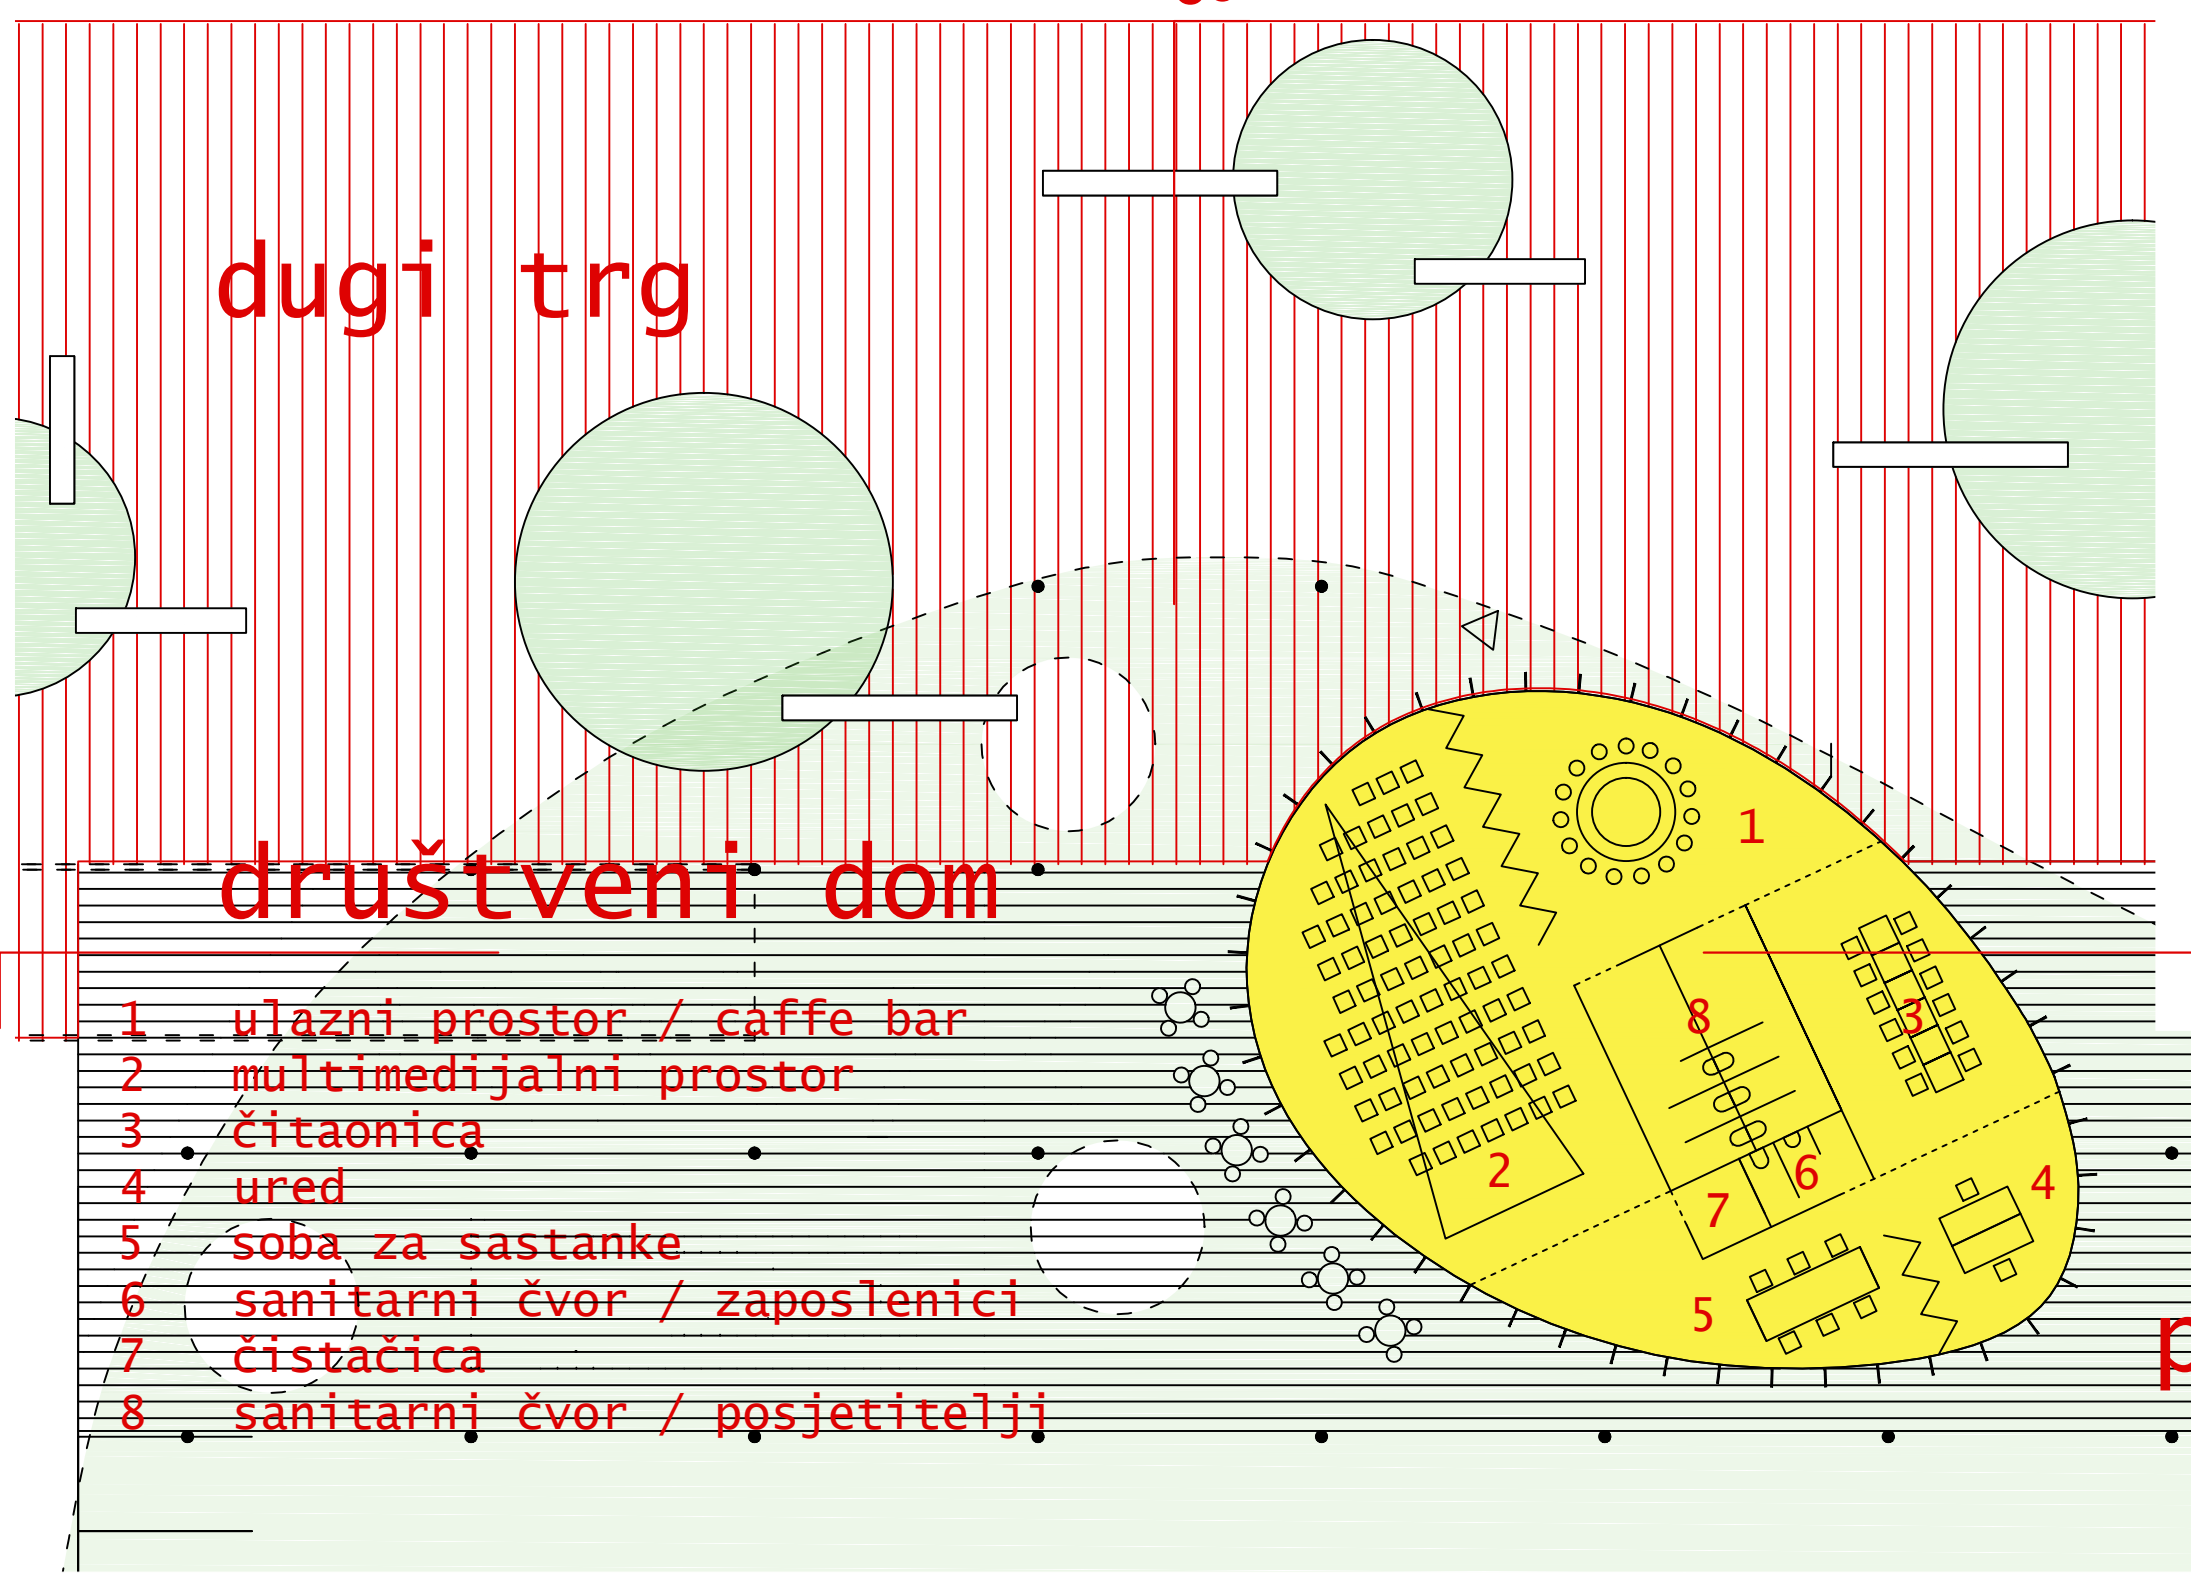 dugi trg
društveni dom
1 ulazni prostor / caffe bar
2 multimedijalni prostor
3 čitaonica
4 ured
5 soba za sastanke
6 sanitarni čvor / zaposlenici
7 čistačica
8 sanitarni čvor / posjetitelji
1
8
3
2
6
4
7
5
p